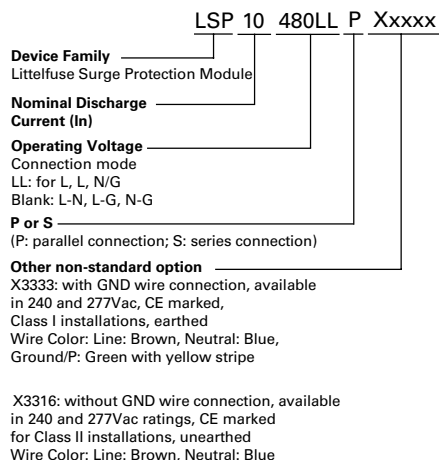 LSP 10 480LL P Xxxxx
Device Family
Littelfuse Surge Protection Module
Nominal Discharge
Current (In)
Operating Voltage
Connection mode
LL: for L, L, N/G
Blank: L-N, L-G, N-G
P or S
(P: parallel connection; S: series connection)
Other non-standard option
X3333: with GND wire connection, available
in 240 and 277Vac, CE marked,
Class I installations, earthed
Wire Color: Line: Brown, Neutral: Blue,
Ground/P: Green with yellow stripe
X3316: without GND wire connection, available
in 240 and 277Vac ratings, CE marked
for Class II installations, unearthed
Wire Color: Line: Brown, Neutral: Blue